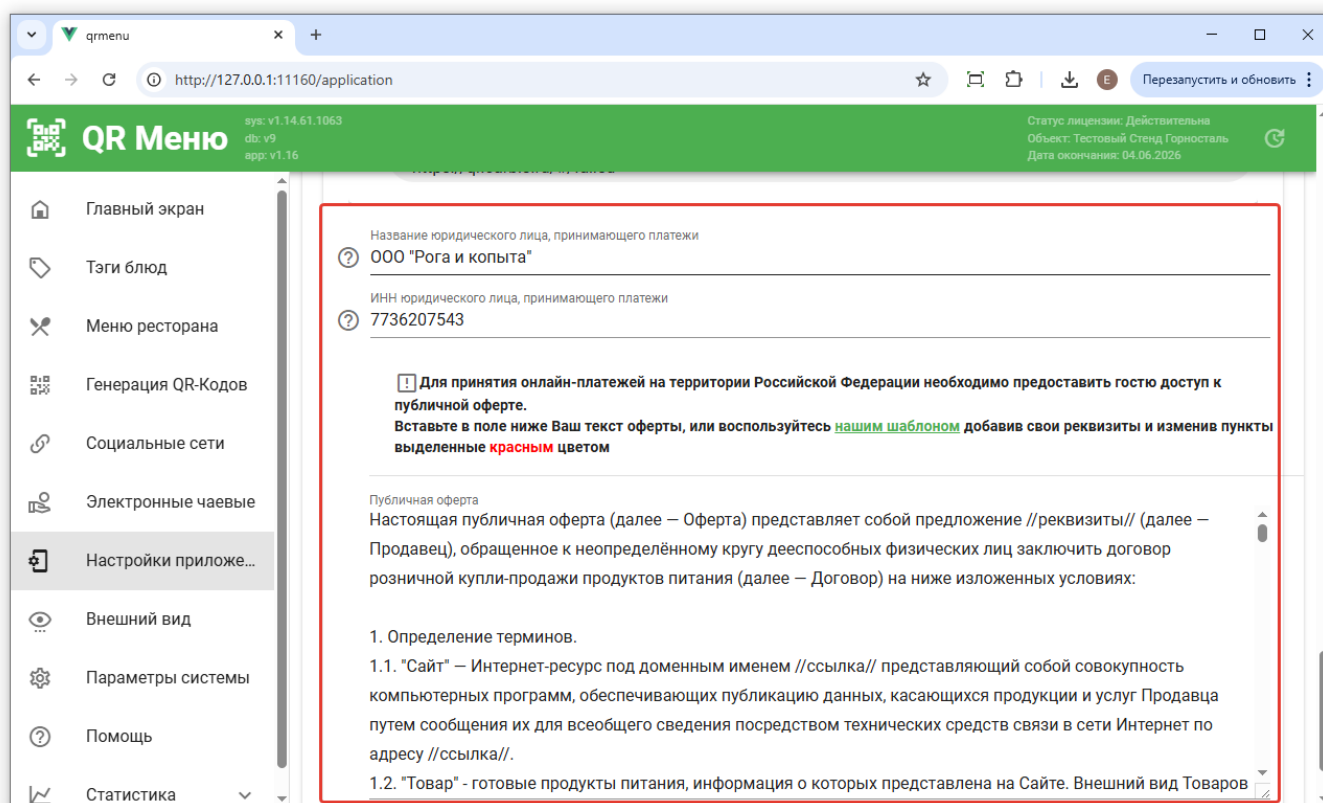 qrmenu
http://127.0.0.1:11160/application
E
Перезапустить и обновить
QR Меню
sys: v1.14.61.1063
db: v9
app: v1.16
Статус лицензии: Действительна
Объект: Тестовый Стенд Горносталь
Дата окончания: 04.06.2026
Главный экран
Тэги блюд
Меню ресторана
Генерация QR-Кодов
Социальные сети
Электронные чаевые
Настройки приложе...
Внешний вид
Параметры системы
Помощь
Статистика
Название юридического лица, принимающего платежи
ООО "Рога и копыта"
ИНН юридического лица, принимающего платежи
7736207543
Для принятия онлайн-платежей на территории Российской Федерации необходимо предоставить гостю доступ к
публичной оферте.
Вставьте в поле ниже Ваш текст оферты, или воспользуйтесь нашим шаблоном добавив свои реквизиты и изменив пункты
выделенные красным цветом
Публичная оферта
Настоящая публичная оферта (далее — Оферта) представляет собой предложение //реквизиты// (далее —
Продавец), обращенное к неопределённому кругу дееспособных физических лиц заключить договор
розничной купли-продажи продуктов питания (далее — Договор) на ниже изложенных условиях:
1. Определение терминов.
1.1. "Сайт" — Интернет-ресурс под доменным именем //ссылка// представляющий собой совокупность
компьютерных программ, обеспечивающих публикацию данных, касающихся продукции и услуг Продавца
путем сообщения их для всеобщего сведения посредством технических средств связи в сети Интернет по
адресу //ссылка//.
1.2. "Товар" - готовые продукты питания, информация о которых представлена на Сайте. Внешний вид Товаров